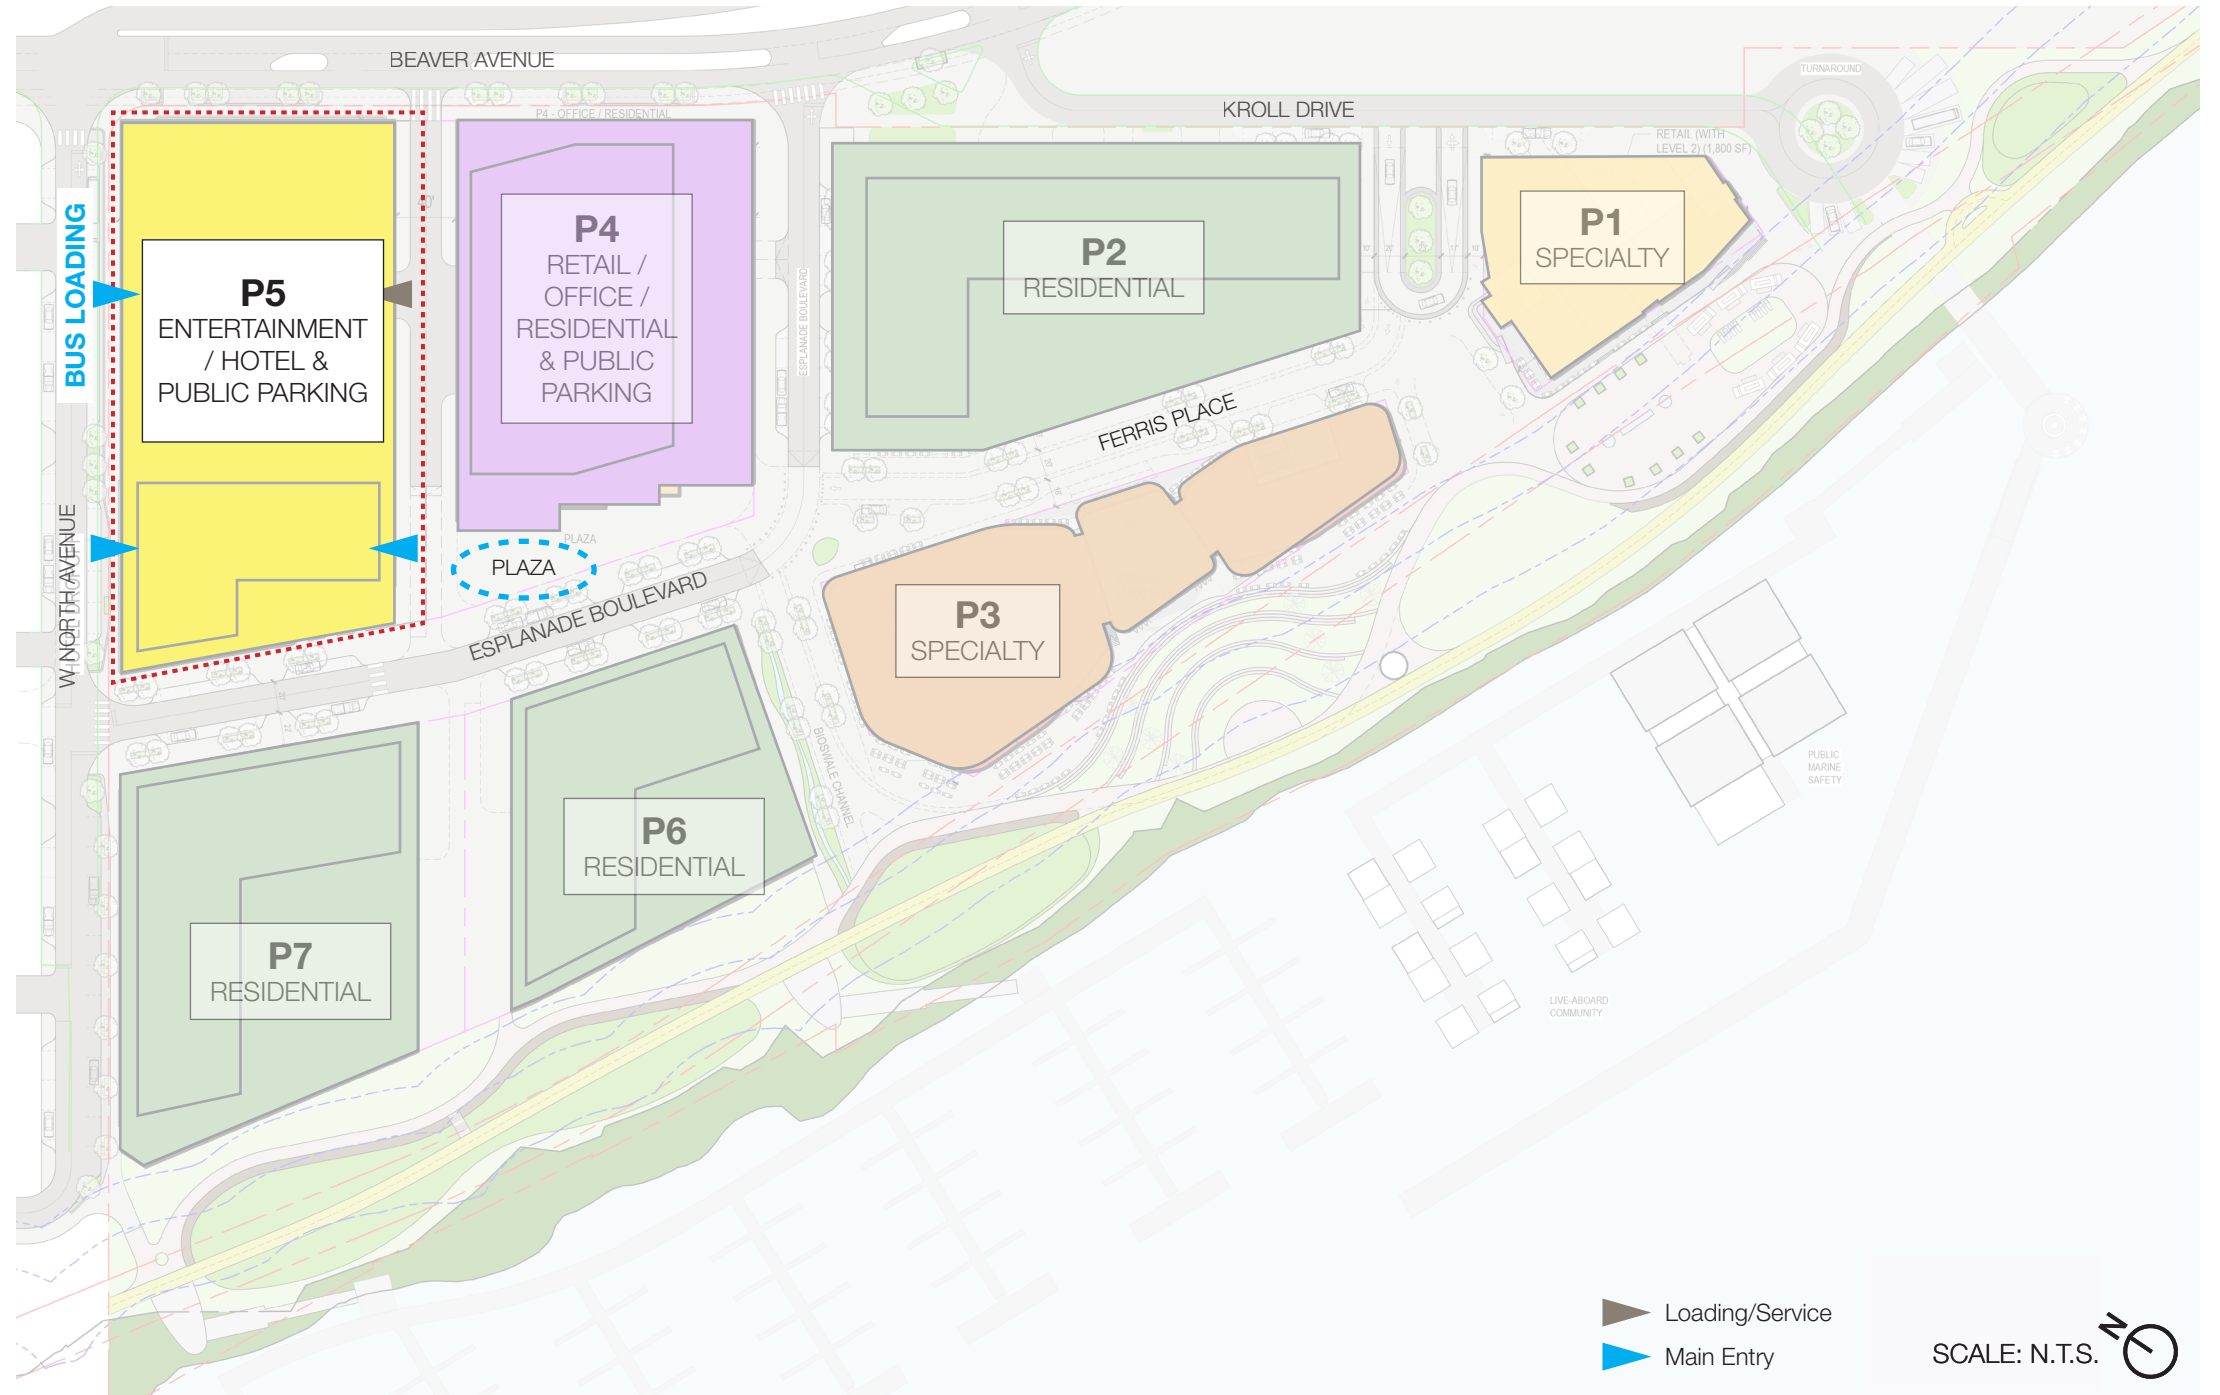 BEAVER AVENUE
KROLL DRIVE
TURNAROUND
P4 - OFFICE / RESIDENTIAL
RETAIL (WITH
LEVEL 2) (1,800 SF)
BUS LOADING
P5
ENTERTAINMENT
/ HOTEL &
PUBLIC PARKING
P4
RETAIL /
OFFICE /
RESIDENTIAL
& PUBLIC
PARKING
ESPLANADE BOULEVARD
P2
RESIDENTIAL
P1
SPECIALTY
FERRIS PLACE
W NORTH AVENUE
PLAZA
PLAZA
ESPLANADE BOULEVARD
P3
SPECIALTY
BIOSWALE CHANNEL
P6
RESIDENTIAL
P7
RESIDENTIAL
PUBLIC
MARINE
SAFETY
LIVE-ABOARD
COMMUNITY
Loading/Service
Main Entry
SCALE: N.T.S.
N